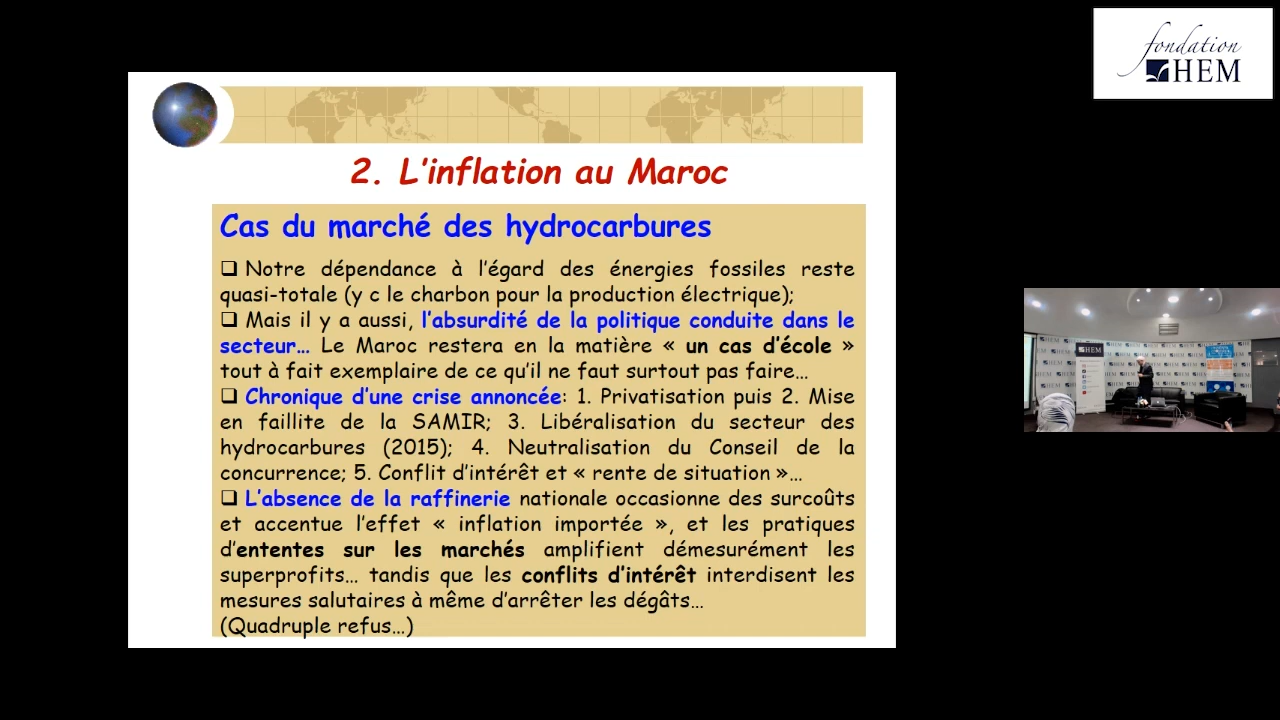 fondation
HEM
2. L'inflation au Maroc
Cas du marché des hydrocarbures
❑ Notre dépendance à l'égard des énergies fossiles reste
quasi-totale (y c le charbon pour la production électrique);
❑ Mais il y a aussi, l'absurdité de la politique conduite dans le
secteur… Le Maroc restera en la matière « un cas d'école »
tout à fait exemplaire de ce qu'il ne faut surtout pas faire…
❑ Chronique d'une crise annoncée: 1. Privatisation puis 2. Mise
en faillite de la SAMIR; 3. Libéralisation du secteur des
hydrocarbures (2015); 4. Neutralisation du Conseil de la
concurrence; 5. Conflit d'intérêt et « rente de situation »…
❑ L'absence de la raffinerie nationale occasionne des surcoûts
et accentue l'effet « inflation importée », et les pratiques
d'ententes sur les marchés amplifient démesurément les
superprofits… tandis que les conflits d'intérêt interdisent les
mesures salutaires à même d'arrêter les dégâts…
(Quadruple refus…)
HEM